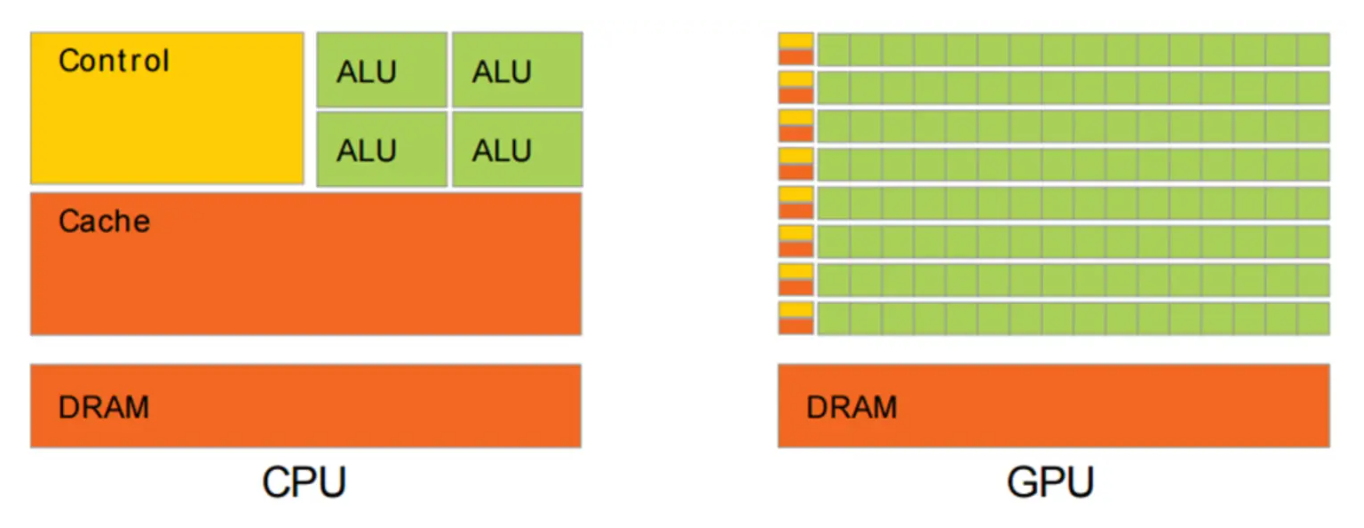 Control
ALU ALU
ALU ALU
Cache
DRAM
CPU
DRAM
GPU